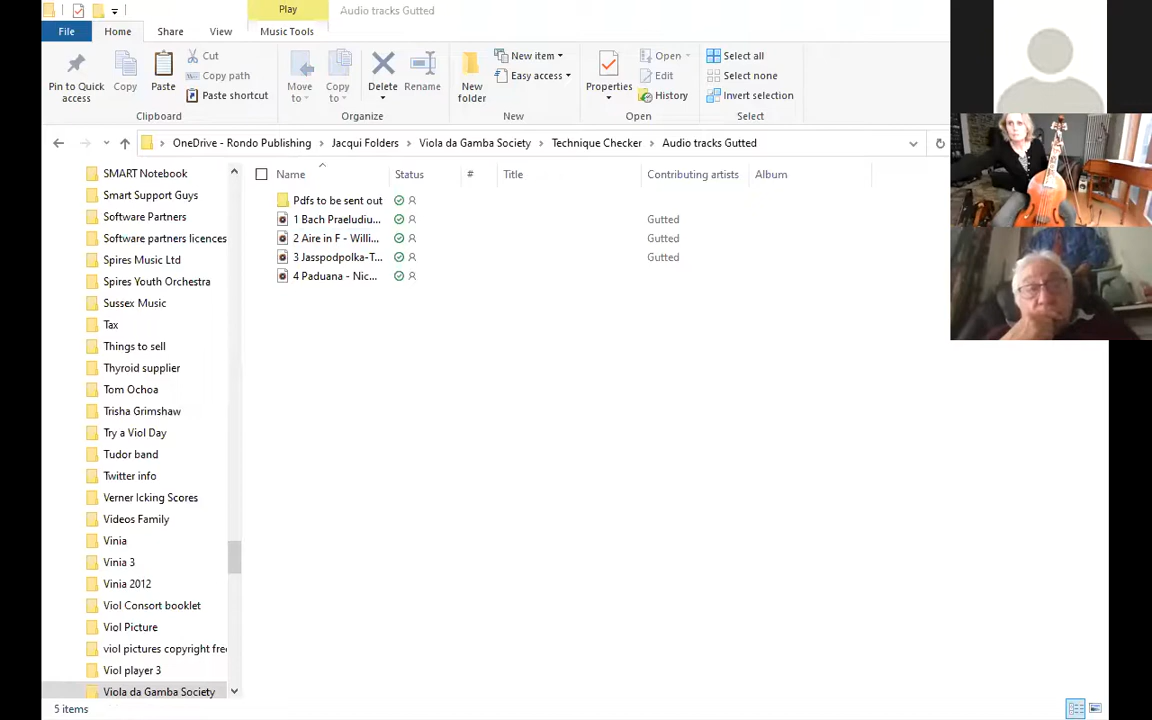 Play
Audio tracks Gutted
File
Home
Share
View
Music Tools
Pin to Quick access
Copy
Paste
Cut
Copy path
Paste shortcut
Clipboard
Move to
Copy to
Delete
Rename
Organize
New folder
New item
Easy access
New
Properties
Open
Edit
History
Open
Select all
Select none
Invert selection
Select
OneDrive - Rondo Publishing
Jacqui Folders
Viola da Gamba Society
Technique Checker
Audio tracks Gutted
Name
Status
#
Title
Contributing artists
Album
Pdfs to be sent out
1 Bach Praeludiu...
Gutted
2 Aire in F - Willi...
Gutted
3 Jasspodpolka-T...
Gutted
4 Paduana - Nic...
SMART Notebook
Smart Support Guys
Software Partners
Software partners licences
Spires Music Ltd
Spires Youth Orchestra
Sussex Music
Tax
Things to sell
Thyroid supplier
Tom Ochoa
Trisha Grimshaw
Try a Viol Day
Tudor band
Twitter info
Verner Icking Scores
Videos Family
Vinia
Vinia 3
Vinia 2012
Viol Consort booklet
Viol Picture
viol pictures copyright free
Viol player 3
Viola da Gamba Society
5 items